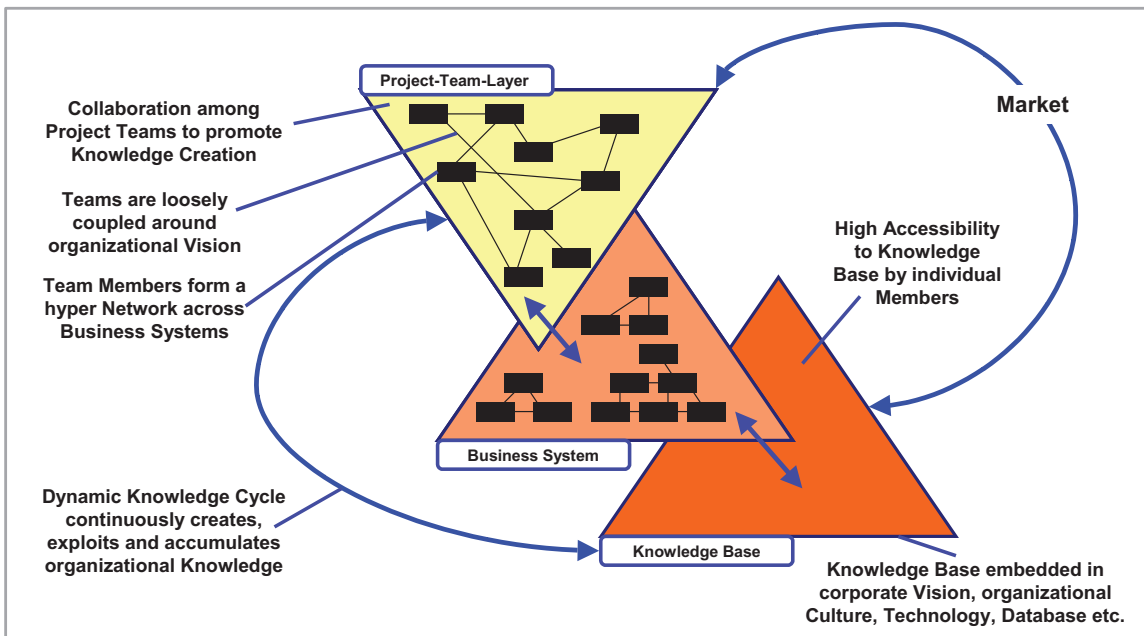 Project-Team-Layer
Collaboration among
Project Teams to promote
Knowledge Creation
Teams are loosely
coupled around
organizational Vision
Team Members form a
hyper Network across
Business Systems
Market
High Accessibility
to Knowledge
Base by individual
Members
Business System
Dynamic Knowledge Cycle
continuously creates,
exploits and accumulates
organizational Knowledge
Knowledge Base
Knowledge Base embedded in
corporate Vision, organizational
Culture, Technology, Database etc.